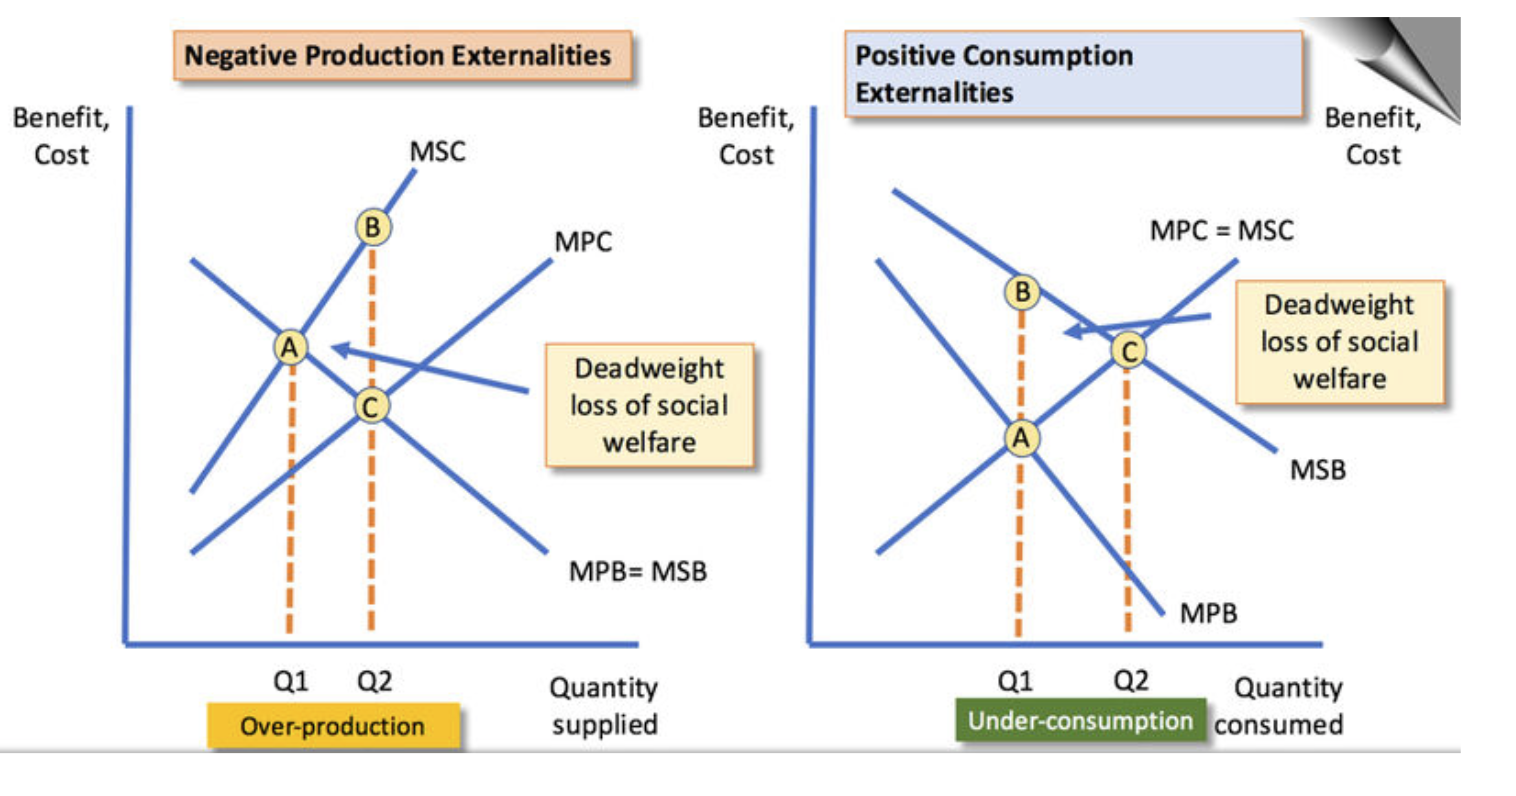 Negative Production Externalities
Benefit,
Cost
MSC
B
MPC
A
Deadweight
loss of social
welfare
C
MPB= MSB
Q1
Q2
Quantity
supplied
Over-production
Positive Consumption
Externalities
Benefit,
Cost
Benefit,
Cost
MPC = MSC
B
Deadweight
loss of social
welfare
C
A
MSB
MPB
Q1
Q2
Quantity
consumed
Under-consumption